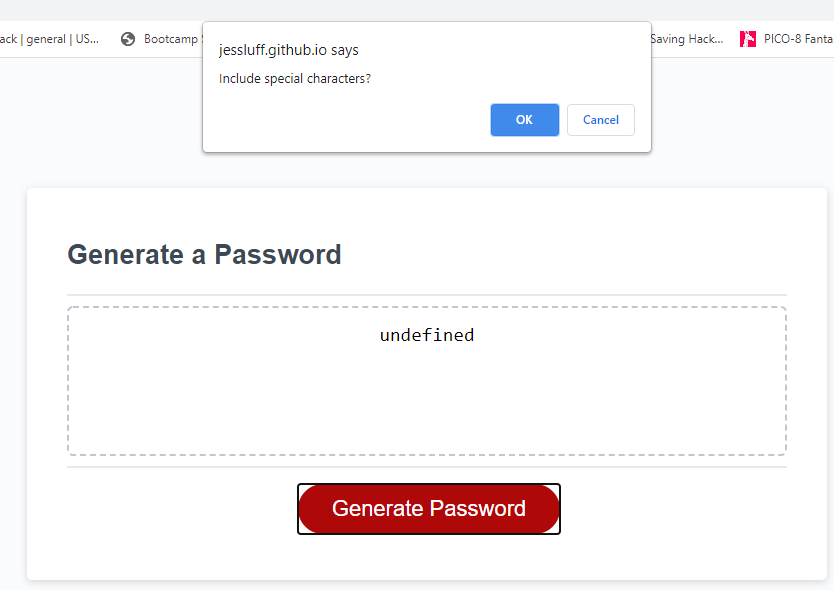 ack | general | US...
Bootcamp
Saving Hack...
PICO-8 Fanta
jessluff.github.io says
Include special characters?
OK
Cancel
Generate a Password
undefined
Generate Password